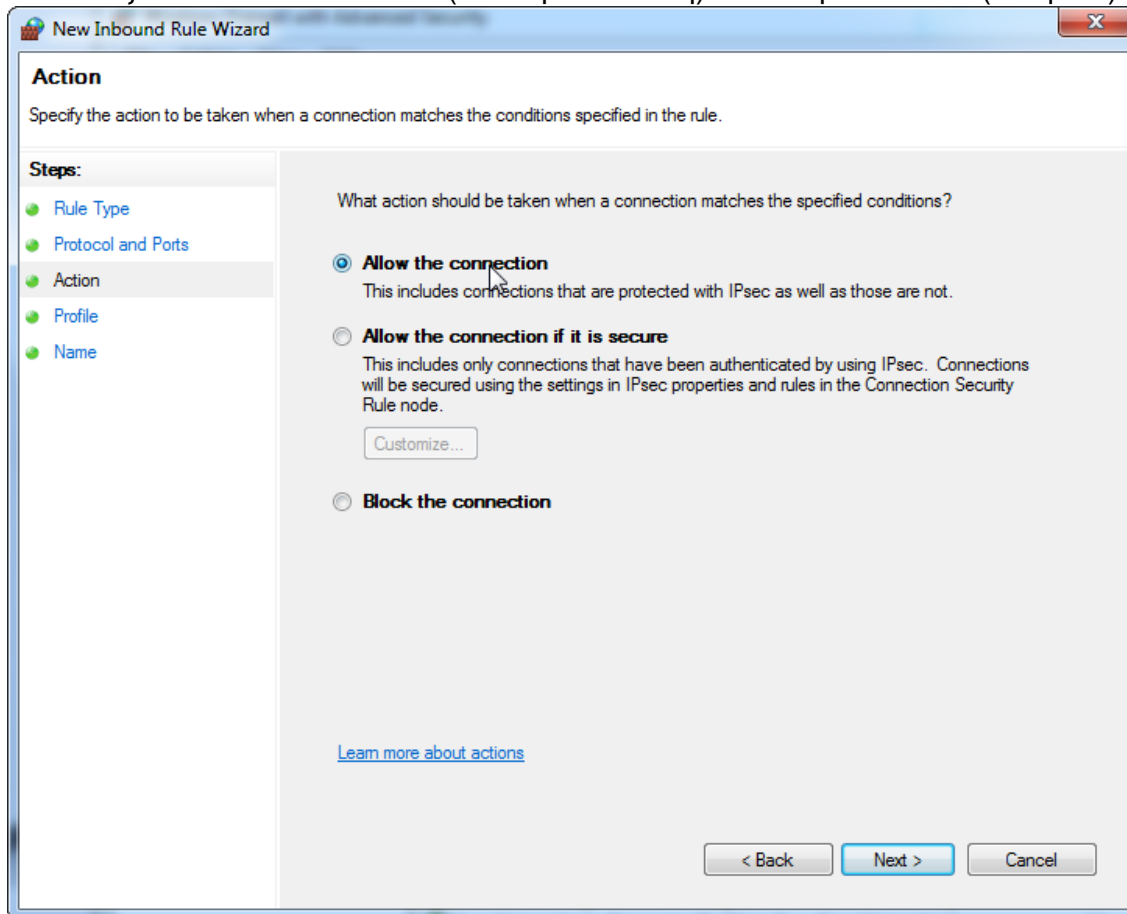 New Inbound Rule Wizard
Action
Specify the action to be taken when a connection matches the conditions specified in the rule.
Steps:
Rule Type
Protocol and Ports
Action
Profile
Name
What action should be taken when a connection matches the specified conditions?
Allow the connection
This includes connections that are protected with IPsec as well as those are not.
Allow the connection if it is secure
This includes only connections that have been authenticated by using IPsec. Connections
will be secured using the settings in IPsec properties and rules in the Connection Security
Rule node.
Customize...
Block the connection
Learn more about actions
< Back
Next >
Cancel